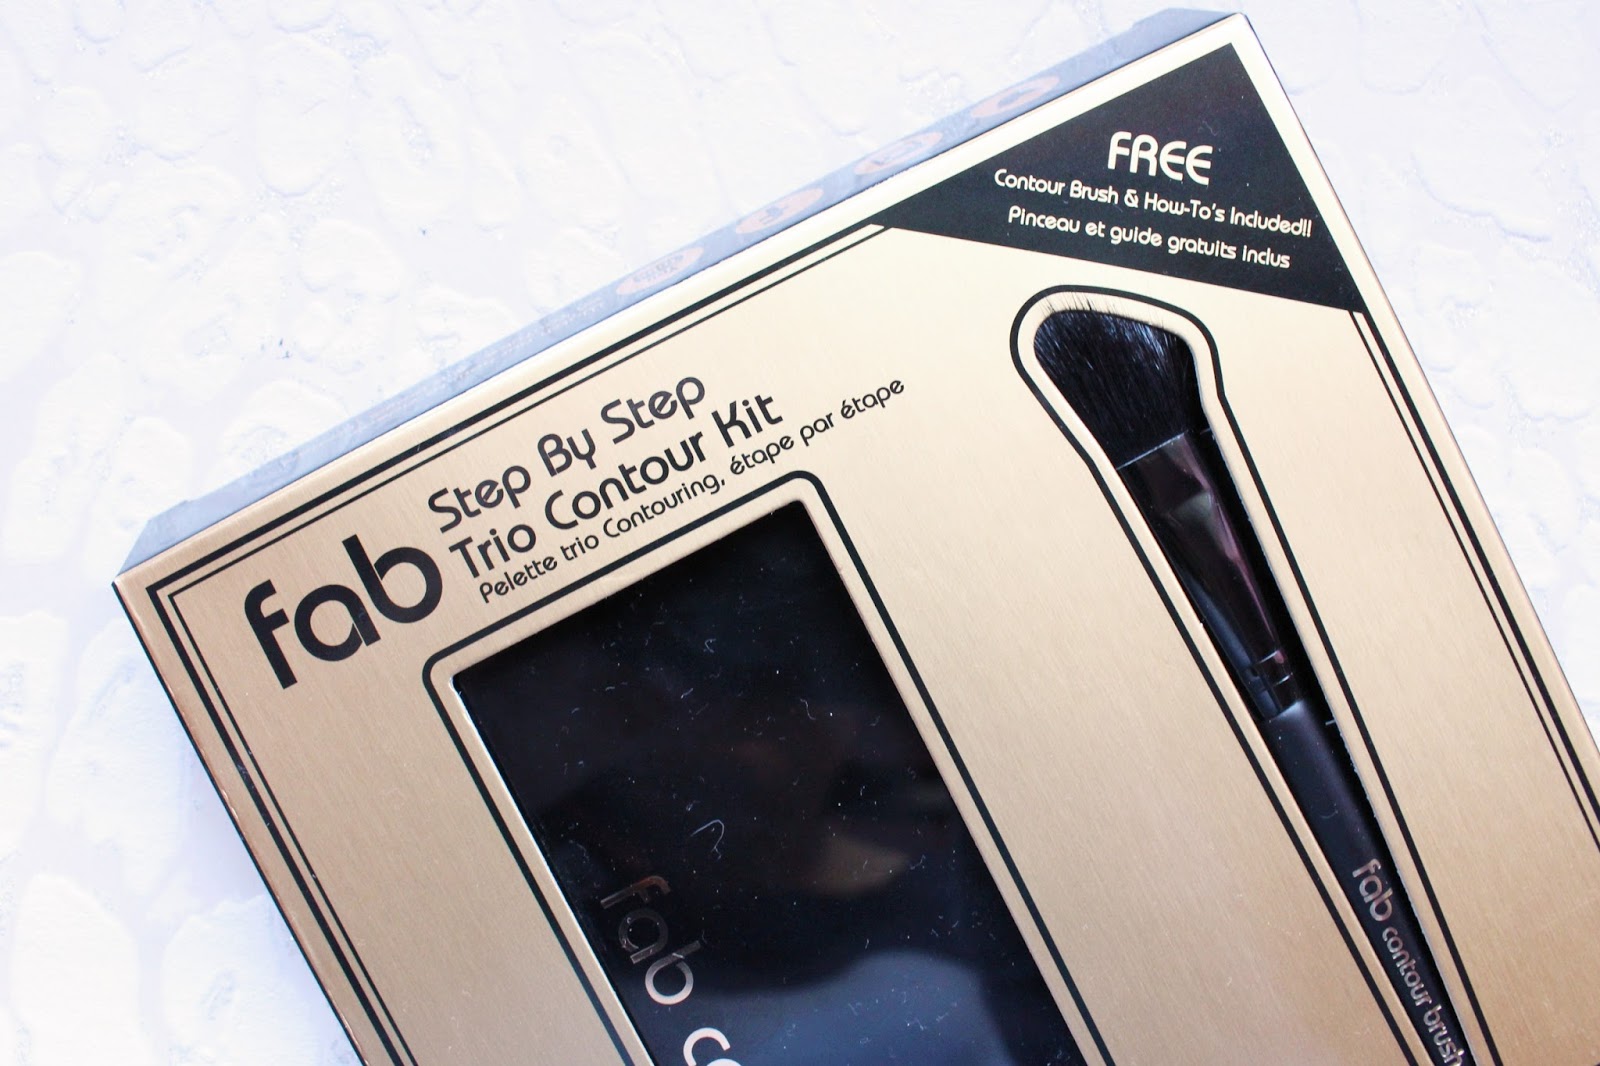 FREE
Contour Brush & How-To's Included!!
Pinceau et guide gratuits inclus
fab
Step By Step
Trio Contour Kit
Pelette trio Contouring, étape par étape
fab
fab contour brush